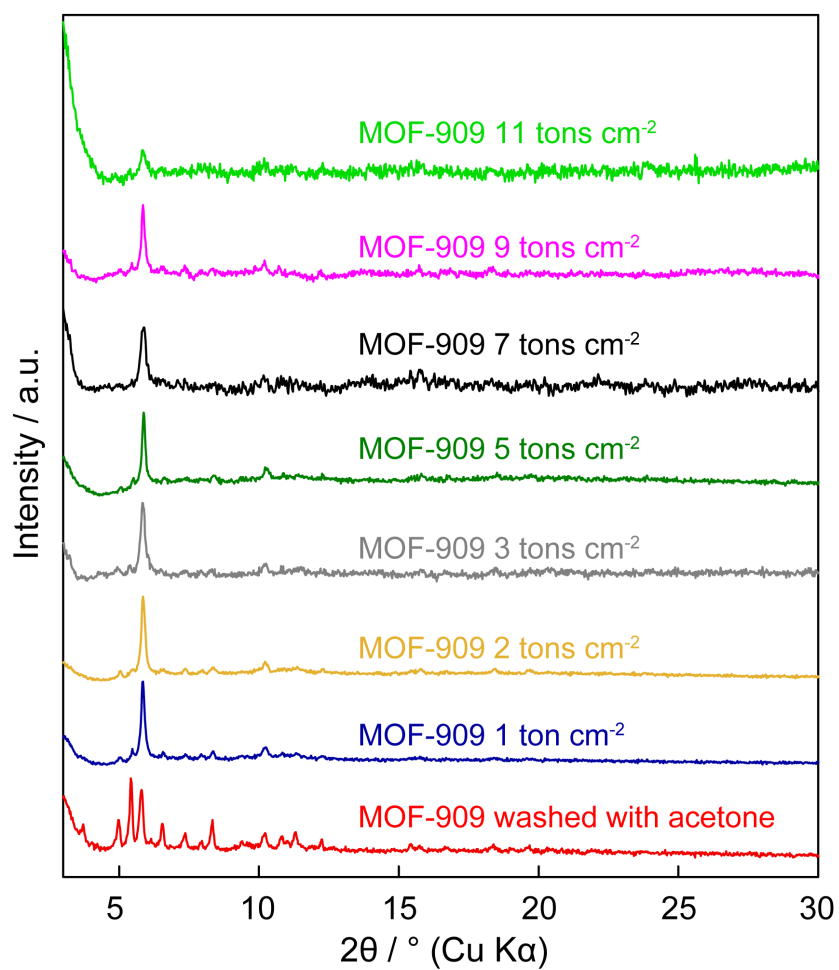 MOF-909 11 tons cm-2
MOF-909 9 tons cm-2
MOF-909 7 tons cm-2
MOF-909 5 tons cm-2
MOF-909 3 tons cm-2
MOF-909 2 tons cm-2
MOF-909 1 ton cm-2
MOF-909 washed with acetone
Intensity / a.u.
5 10 15 20 25 30
2θ / ° (Cu Kα)